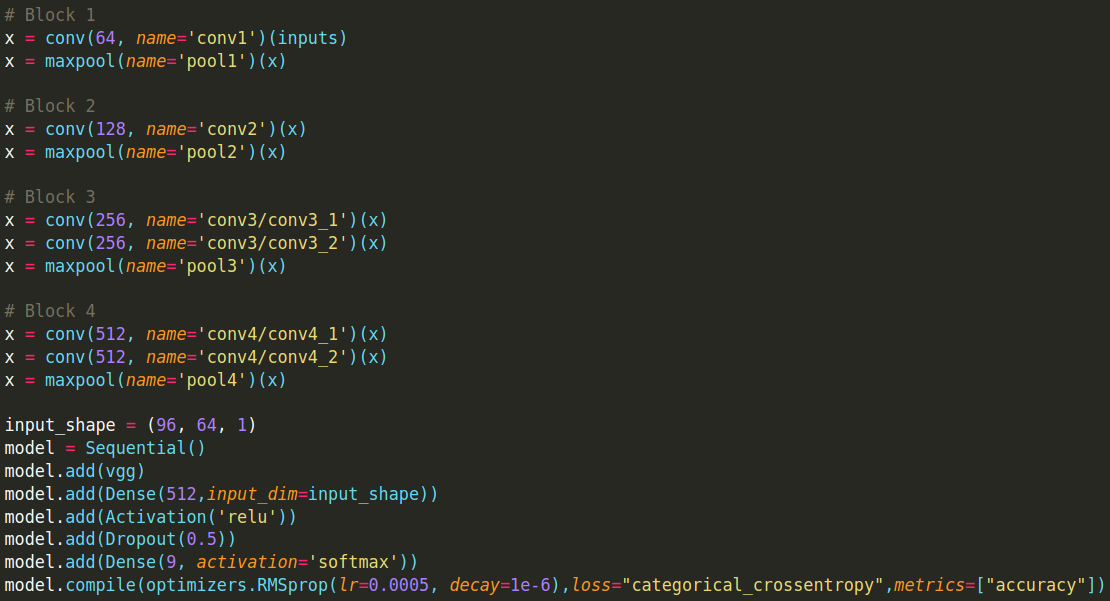 # Block 1
x = conv(64, name='conv1')(inputs)
x = maxpool(name='pool1')(x)
# Block 2
x = conv(128, name='conv2')(x)
x = maxpool(name='pool2')(x)
# Block 3
x = conv(256, name='conv3/conv3_1')(x)
x = conv(256, name='conv3/conv3_2')(x)
x = maxpool(name='pool3')(x)
# Block 4
x = conv(512, name='conv4/conv4_1')(x)
x = conv(512, name='conv4/conv4_2')(x)
x = maxpool(name='pool4')(x)
input_shape = (96, 64, 1)
model = Sequential()
model.add(vgg)
model.add(Dense(512,input_dim=input_shape))
model.add(Activation('relu'))
model.add(Dropout(0.5))
model.add(Dense(9, activation='softmax'))
model.compile(optimizers.RMSprop(lr=0.0005, decay=1e-6),loss="categorical_crossentropy",metrics=["accuracy"])